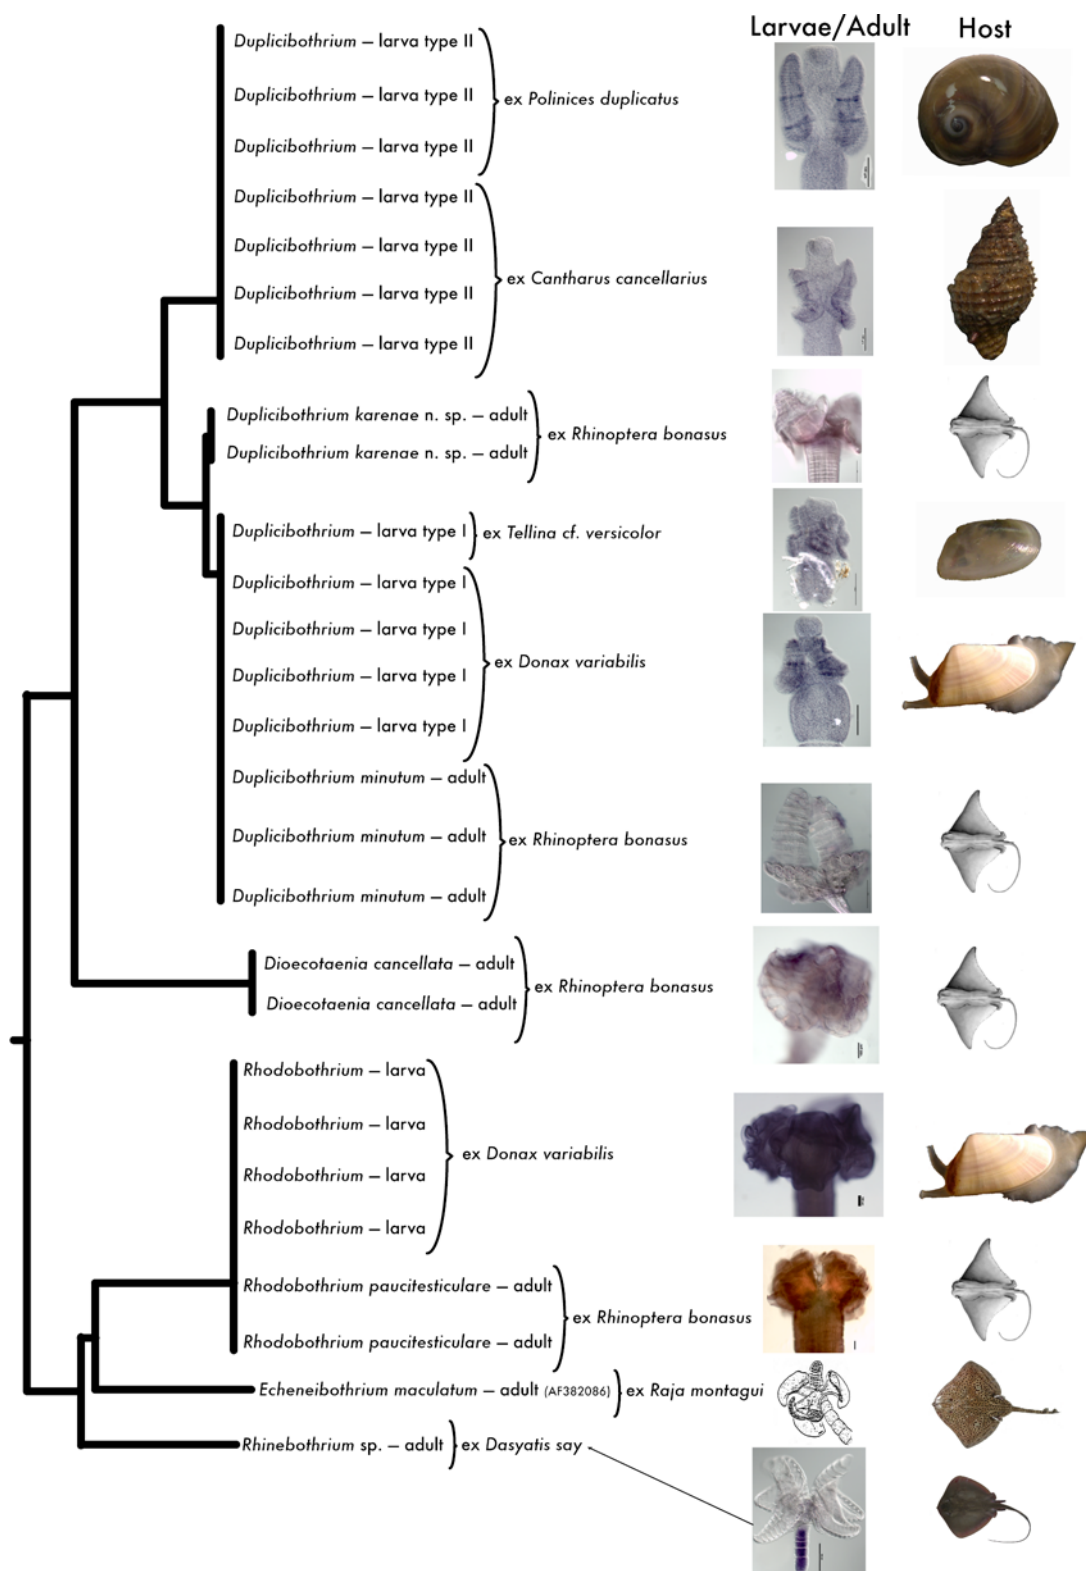 Larvae/Adult Host
Duplicibothrium – larva type II
Duplicibothrium – larva type II
ex Polinices duplicatus
Duplicibothrium – larva type II
Duplicibothrium – larva type II
Duplicibothrium – larva type II
ex Cantharus cancellarius
Duplicibothrium – larva type II
Duplicibothrium – larva type II
Duplicibothrium karenae n. sp. – adult
ex Rhinoptera bonasus
Duplicibothrium karenae n. sp. – adult
Duplicibothrium – larva type I
ex Tellina cf. versicolor
Duplicibothrium – larva type I
Duplicibothrium – larva type I
ex Donax variabilis
Duplicibothrium – larva type I
Duplicibothrium – larva type I
Duplicibothrium minutum – adult
Duplicibothrium minutum – adult
ex Rhinoptera bonasus
Duplicibothrium minutum – adult
Dioecotaenia cancellata – adult
ex Rhinoptera bonasus
Dioecotaenia cancellata – adult
Rhodobothrium – larva
Rhodobothrium – larva
ex Donax variabilis
Rhodobothrium – larva
Rhodobothrium – larva
Rhodobothrium paucitesticulare – adult
ex Rhinoptera bonasus
Rhodobothrium paucitesticulare – adult
Echeneibothrium maculatum – adult (AF382086)
ex Raja montagui
Rhinebothrium sp. – adult
ex Dasyatis say